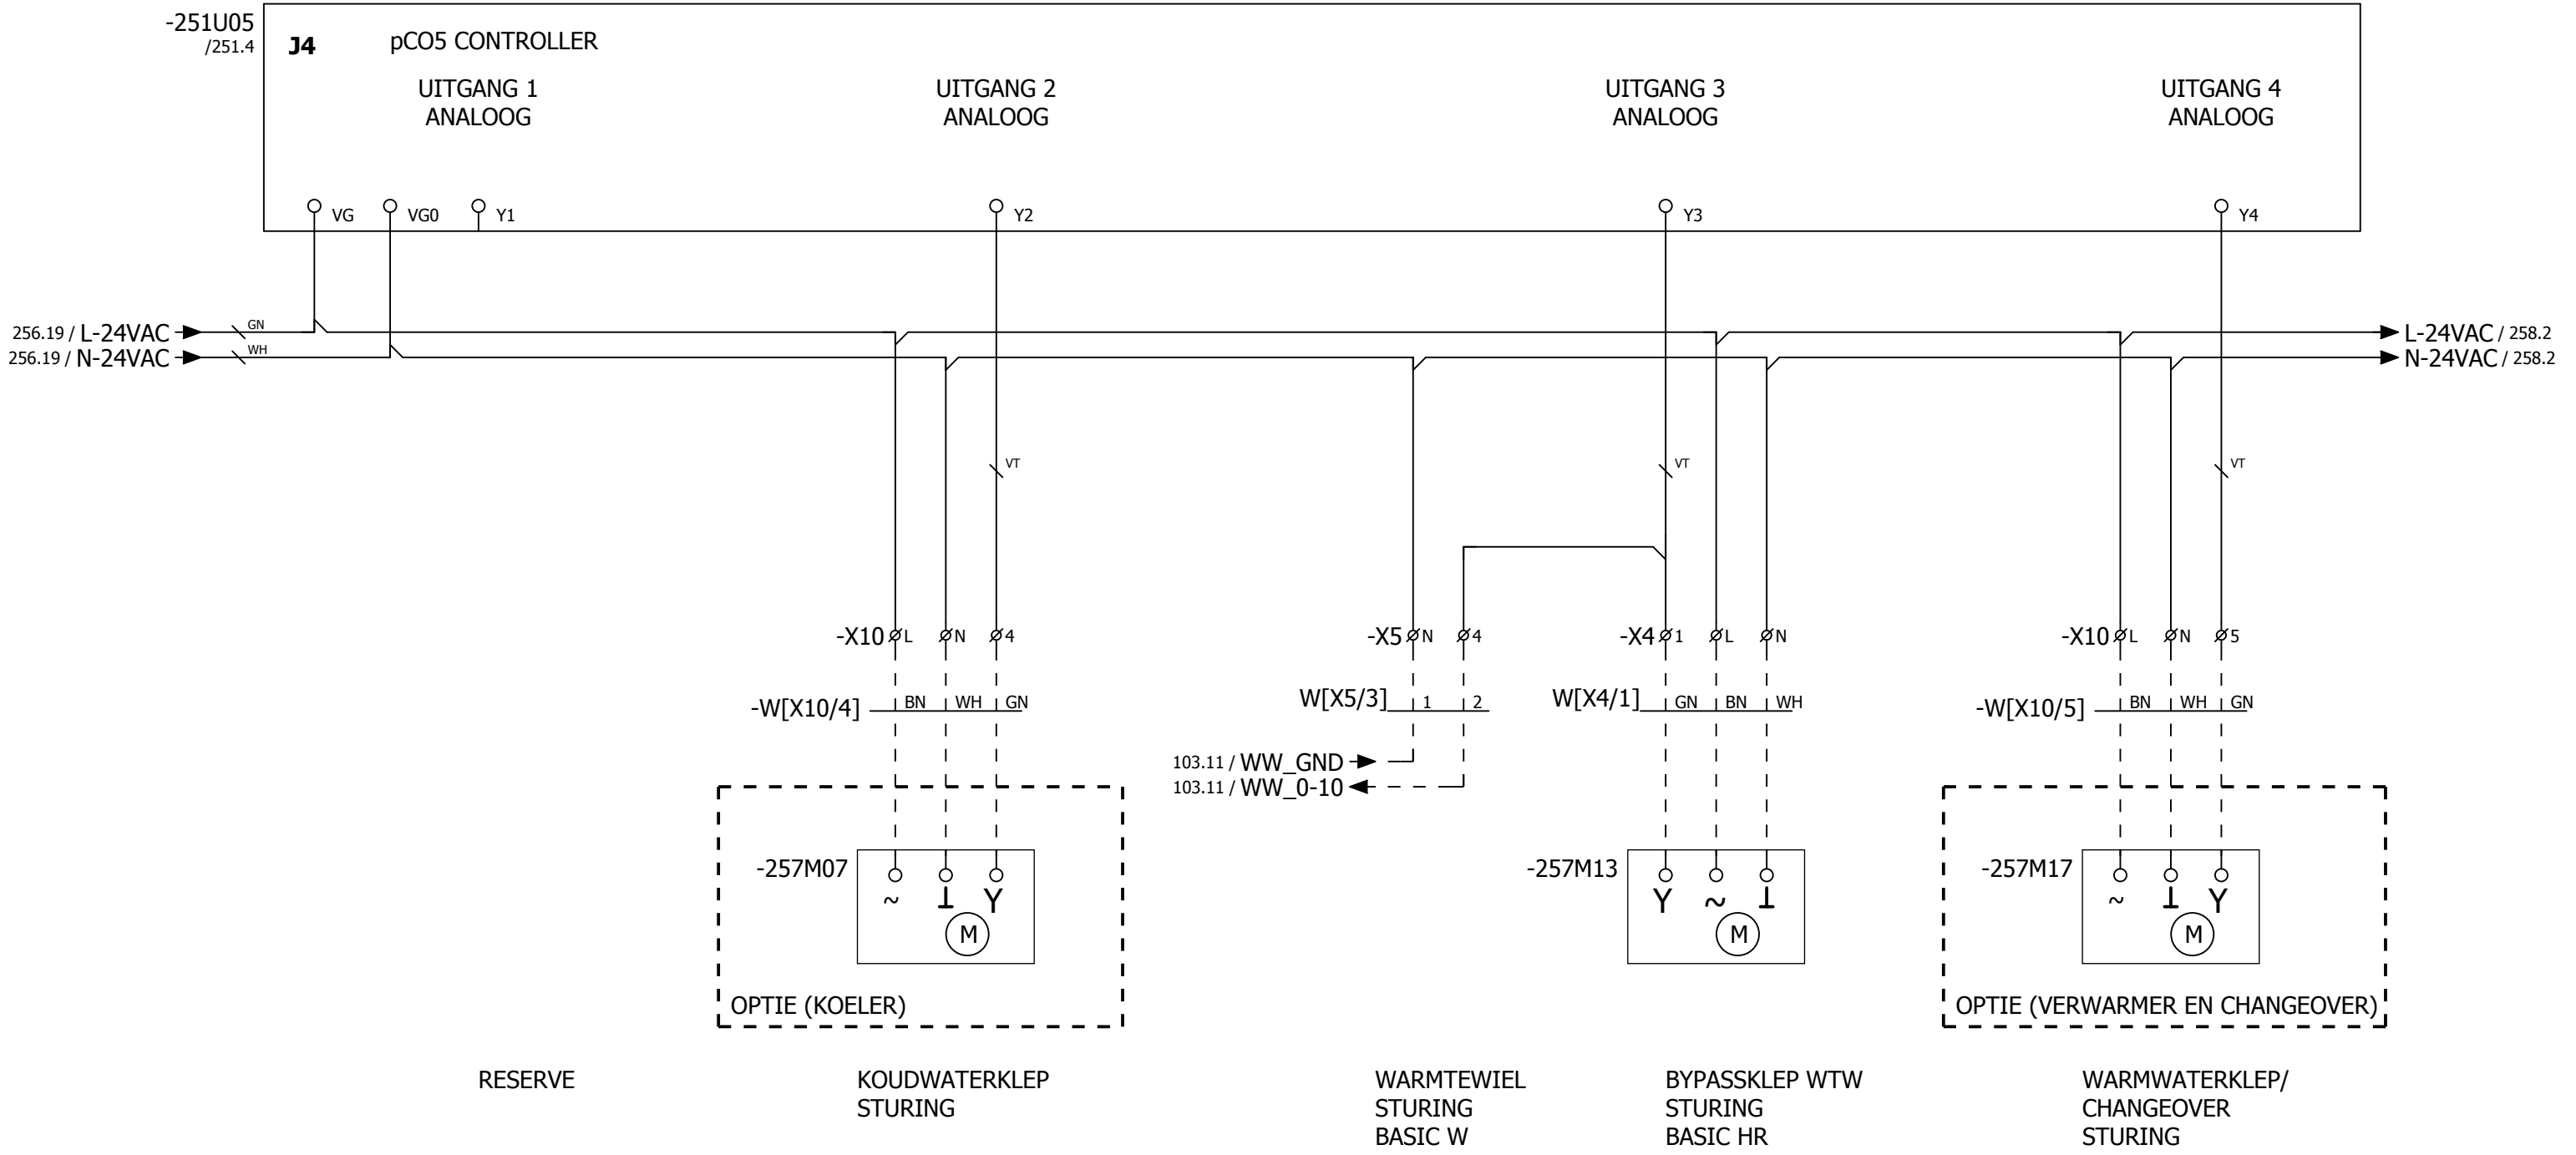 -251U05
/251.4
J4
pCO5 CONTROLLER
UITGANG 1
ANALOOG
UITGANG 2
ANALOOG
UITGANG 3
ANALOOG
UITGANG 4
ANALOOG
VG VG0 Y1 Y2 Y3 Y4
256.19 / L-24VAC GN L-24VAC / 258.2
256.19 / N-24VAC WH N-24VAC / 258.2
VT VT VT
-X10 L N 4 -X5 N 4 -X4 1 L N -X10 L N 5
-W[X10/4] BN WH GN W[X5/3] 1 2 W[X4/1] GN BN WH -W[X10/5] BN WH GN
103.11 / WW_GND
103.11 / WW_0-10
-257M07 ~ ⊥ Y
M
-257M13 Y ~ ⊥
M
-257M17 ~ ⊥ Y
M
OPTIE (KOELER)
OPTIE (VERWARMER EN CHANGEOVER)
RESERVE
KOUDWATERKLEP
STURING
WARMTEWIEL
STURING
BASIC W
BYPASSKLEP WTW
STURING
BASIC HR
WARMWATERKLEP/
CHANGEOVER
STURING